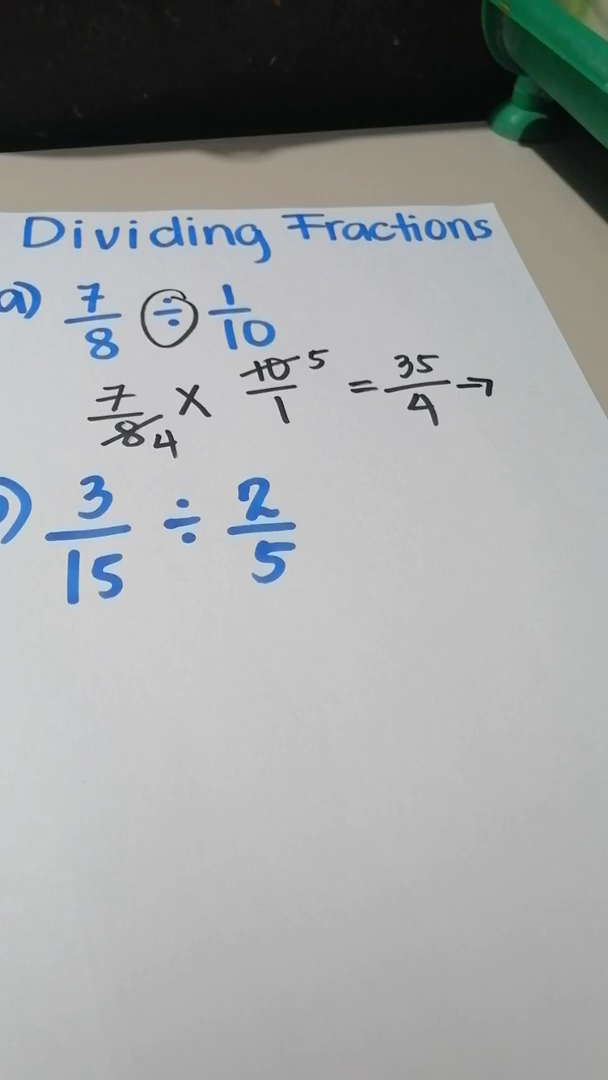 Dividing Fractions
a) 7/8 ÷ 1/10
7/8 4 × 10/1 5 = 35/4 →
) 3/15 ÷ 2/5